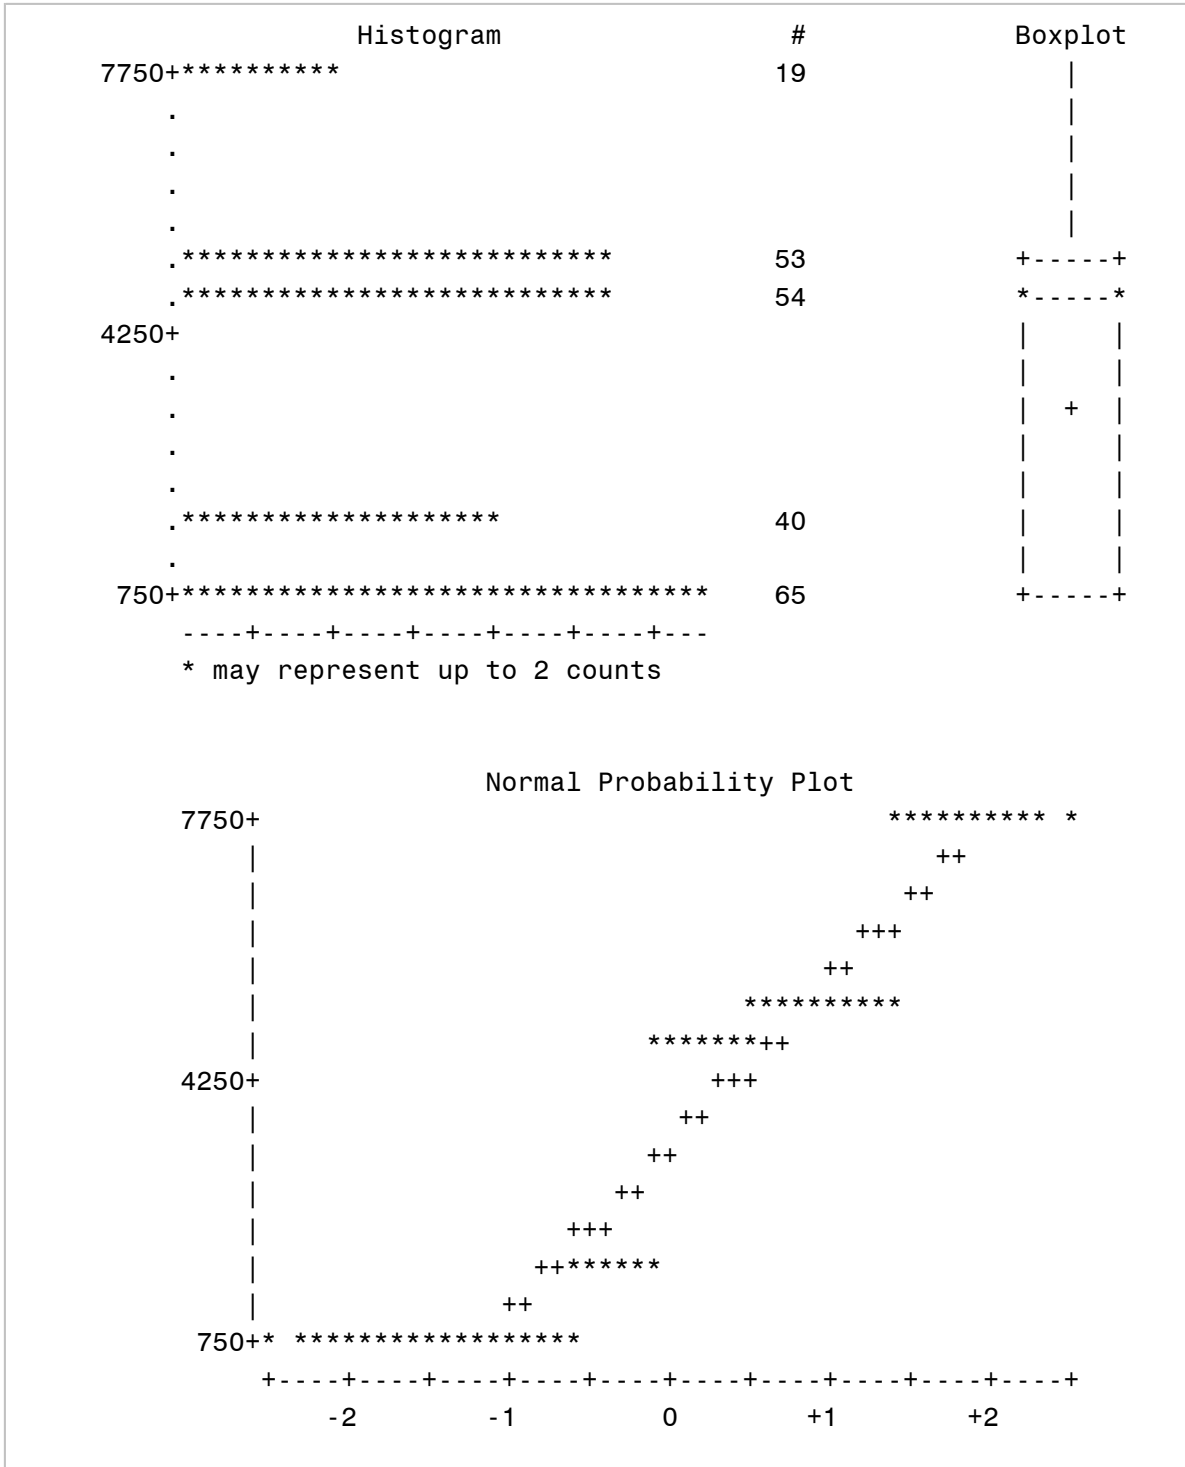 Histogram # Boxplot
7750+********** 19 |
. |
. |
. |
. |
.*************************** 53 +-----+
.*************************** 54 *-----*
4250+ | |
. | |
. | + |
. | |
. | |
.******************** 40 | |
. | |
750+********************************* 65 +-----+
----+----+----+----+----+----+---
* may represent up to 2 counts
Normal Probability Plot
7750+ ********** *
| ++
| ++
| +++
| ++
| **********
| *******++
4250+ +++
| ++
| ++
| ++
| +++
| ++******
| ++
750+* ******************
+----+----+----+----+----+----+----+----+----+----+
-2 -1 0 +1 +2